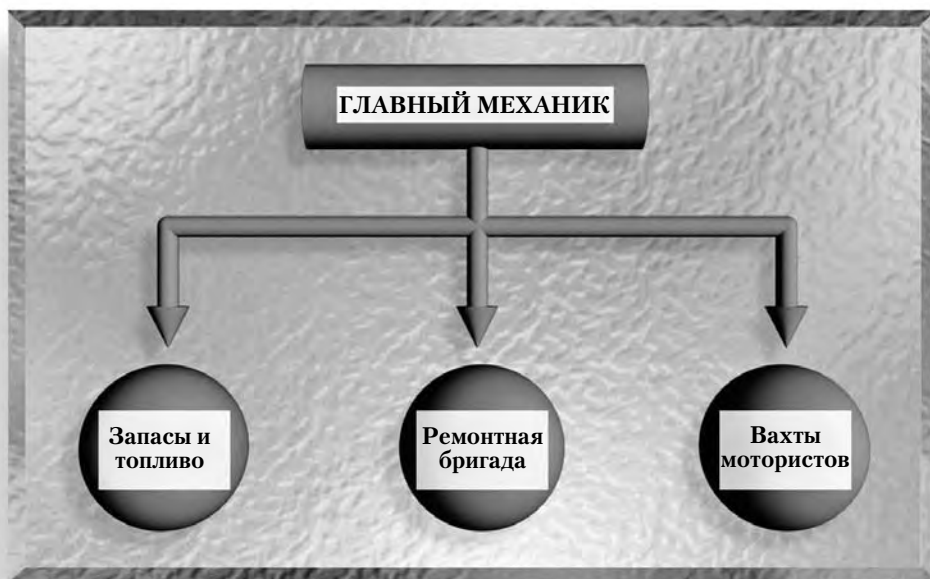 ГЛАВНЫЙ МЕХАНИК
Запасы и
топливо
Ремонтная
бригада
Вахты
мотористов